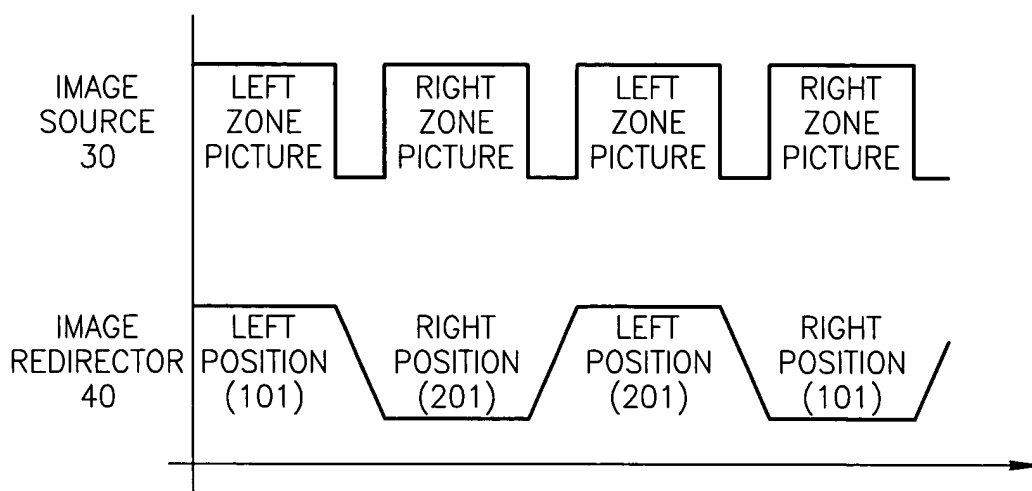 IMAGE
SOURCE
30
LEFT
ZONE
PICTURE
RIGHT
ZONE
PICTURE
LEFT
ZONE
PICTURE
RIGHT
ZONE
PICTURE
IMAGE
REDIRECTOR
40
LEFT
POSITION
(101)
RIGHT
POSITION
(201)
LEFT
POSITION
(201)
RIGHT
POSITION
(101)